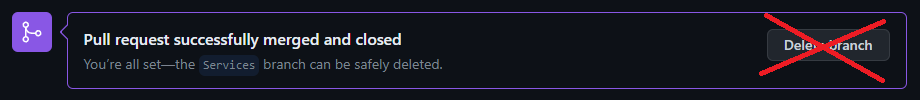 Pull request successfully merged and closed
You're all set—the Services branch can be safely deleted.
Delete branch